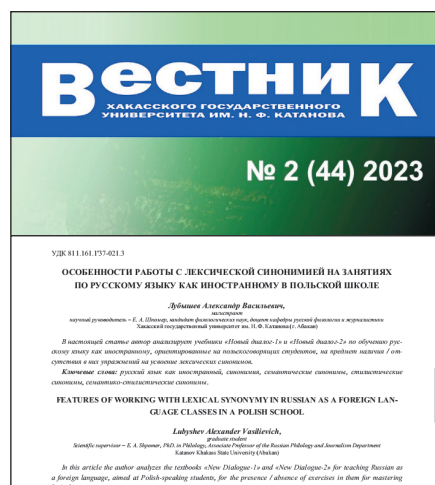 Вестник
ХАКАССКОГО ГОСУДАРСТВЕННОГО
УНИВЕРСИТЕТА ИМ. Н. Ф. КАТАНОВА
№ 2 (44) 2023
УДК 811.161.1'37-021.3
ОСОБЕННОСТИ РАБОТЫ С ЛЕКСИЧЕСКОЙ СИНОНИМИЕЙ НА ЗАНЯТИЯХ
ПО РУССКОМУ ЯЗЫКУ КАК ИНОСТРАННОМУ В ПОЛЬСКОЙ ШКОЛЕ
Лубышев Александр Васильевич,
магистрант
научный руководитель – Е. А. Шпомер, кандидат филологических наук, доцент кафедры русской филологии и журналистики
Хакасский государственный университет им. Н. Ф. Катанова (г. Абакан)
В настоящей статье автор анализирует учебники «Новый диалог-1» и «Новый диалог-2» по обучению рус-
скому языку как иностранному, ориентированные на польскоговорящих студентов, на предмет наличия / от-
сутствия в них упражнений на усвоение лексических синонимов.
Ключевые слова: русский язык как иностранный, синонимия, семантические синонимы, стилистические
синонимы, семантико-стилистические синонимы.
FEATURES OF WORKING WITH LEXICAL SYNONYMY IN RUSSIAN AS A FOREIGN LAN-
GUAGE CLASSES IN A POLISH SCHOOL
Lubyshev Alexander Vasilievich,
graduate student
Scientific supervisor – E. A. Shpomer, PhD. in Philology, Associate Professor of the Russian Philology and Journalism Department
Katanov Khakass State University (Abakan)
In this article the author analyzes the textbooks «New Dialogue-1» and «New Dialogue-2» for teaching Russian as
a foreign language, aimed at Polish-speaking students, for the presence / absence of exercises in them for mastering